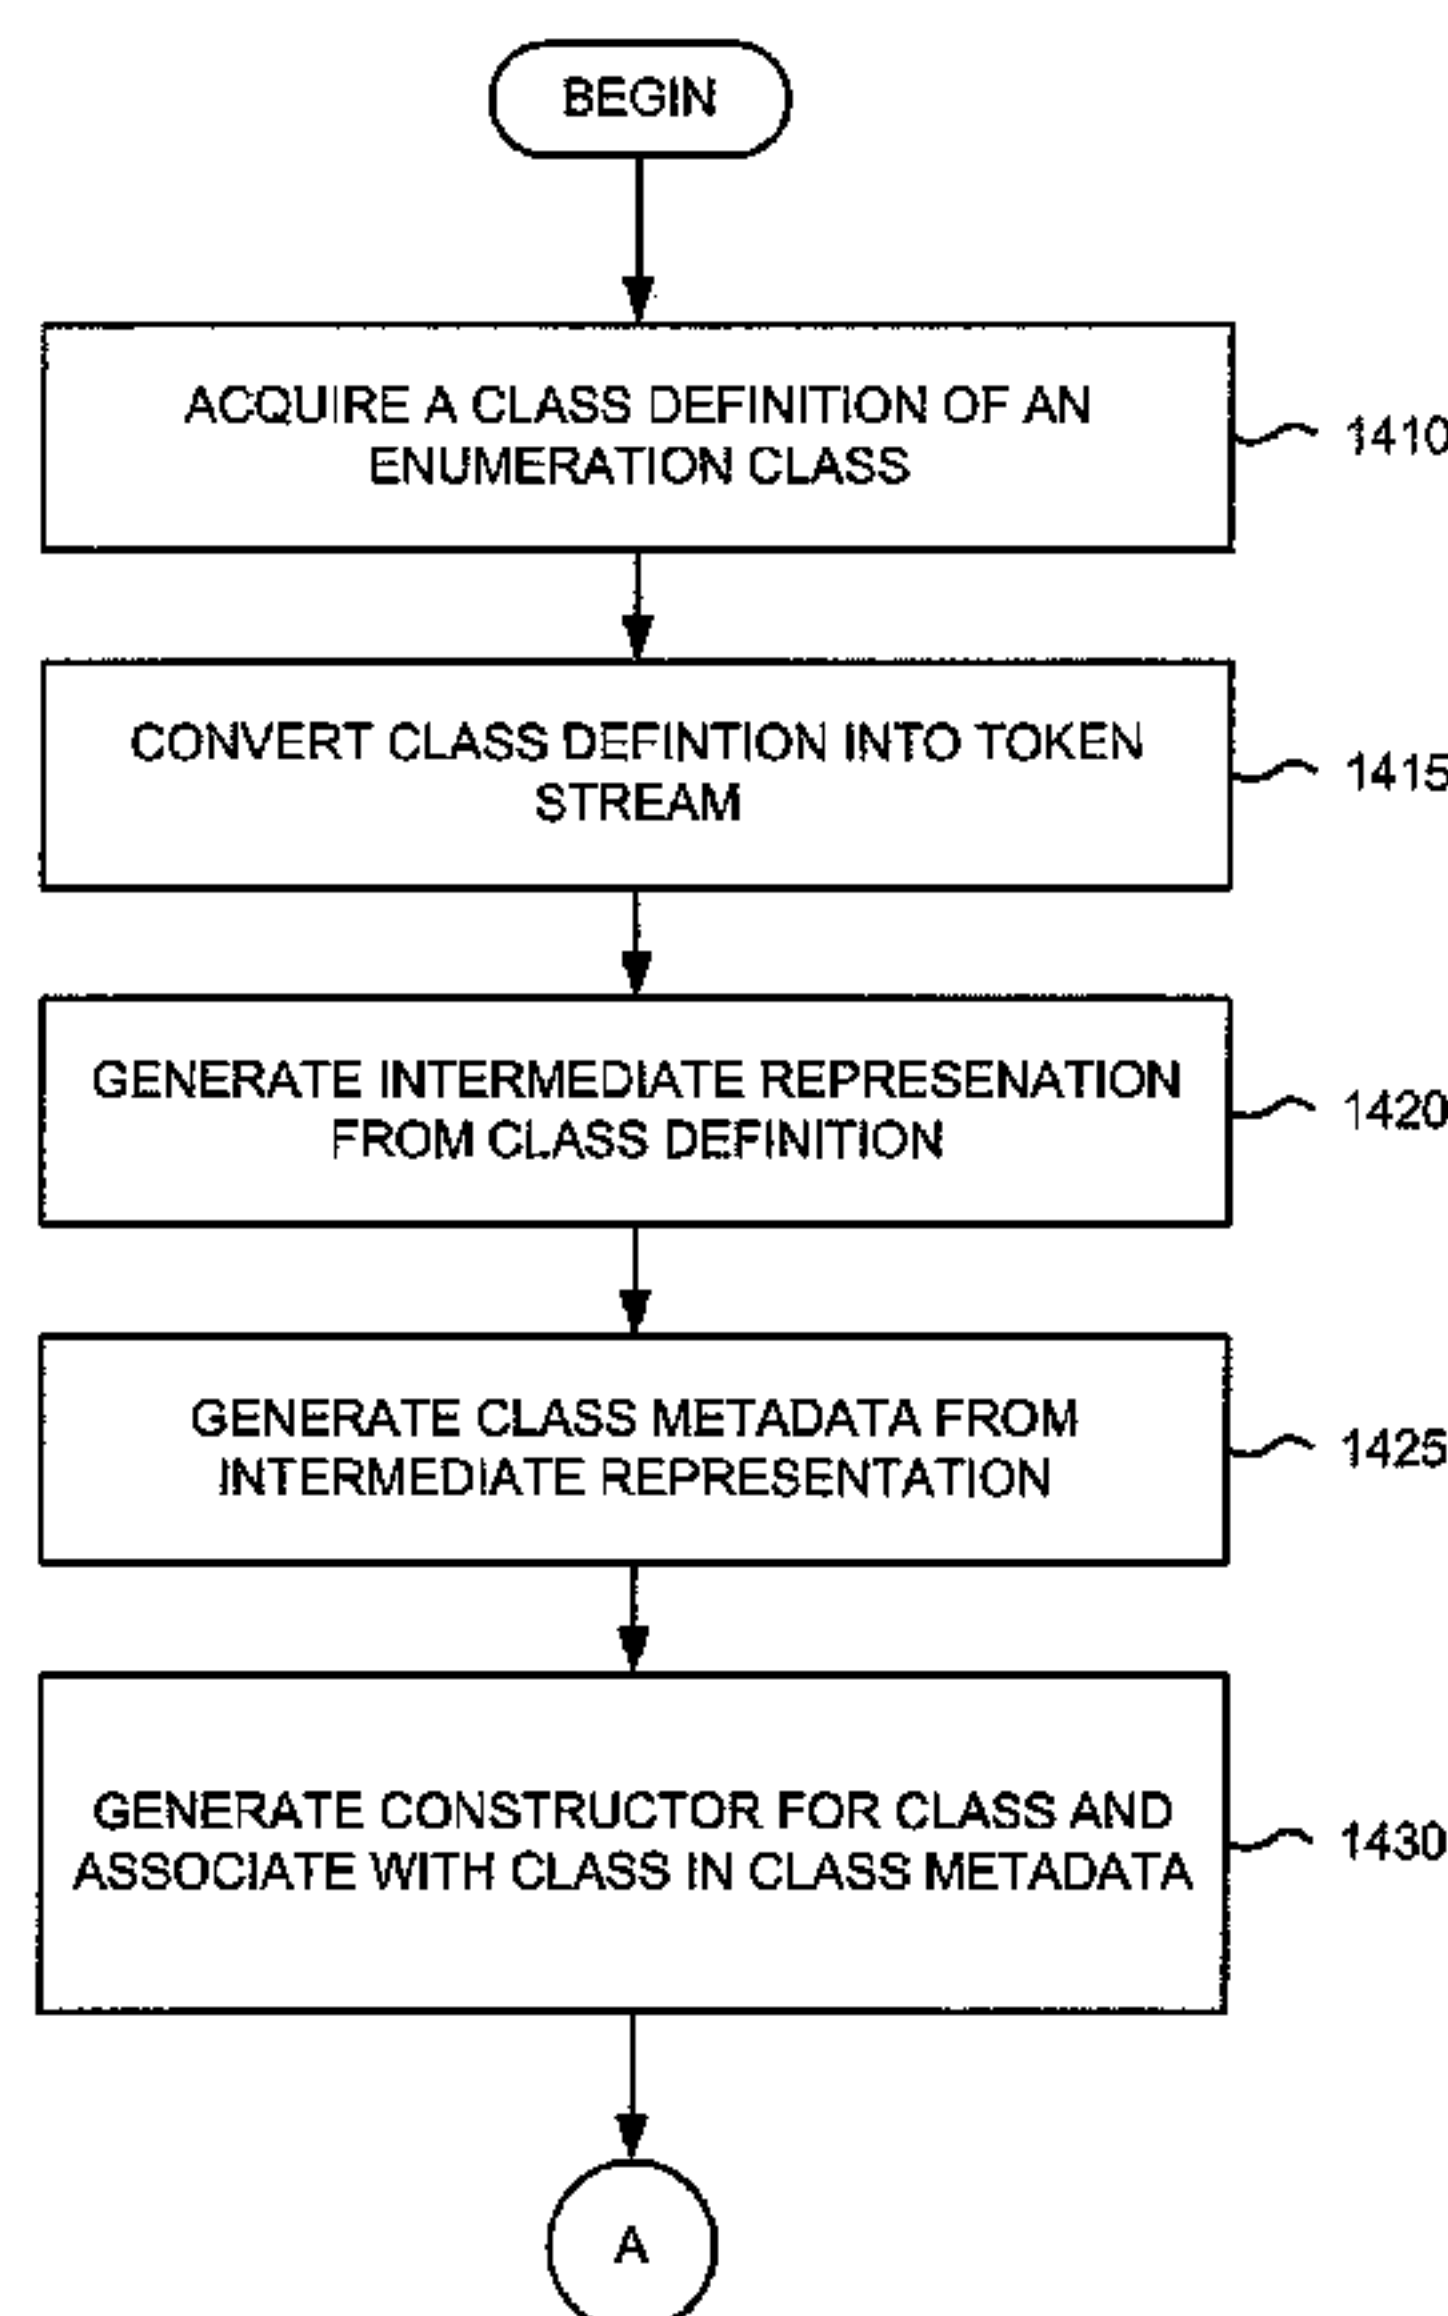 BEGIN
ACQUIRE A CLASS DEFINITION OF AN
ENUMERATION CLASS
1410
CONVERT CLASS DEFINTION INTO TOKEN
STREAM
1415
GENERATE INTERMEDIATE REPRESENATION
FROM CLASS DEFINITION
1420
GENERATE CLASS METADATA FROM
INTERMEDIATE REPRESENTATION
1425
GENERATE CONSTRUCTOR FOR CLASS AND
ASSOCIATE WITH CLASS IN CLASS METADATA
1430
A